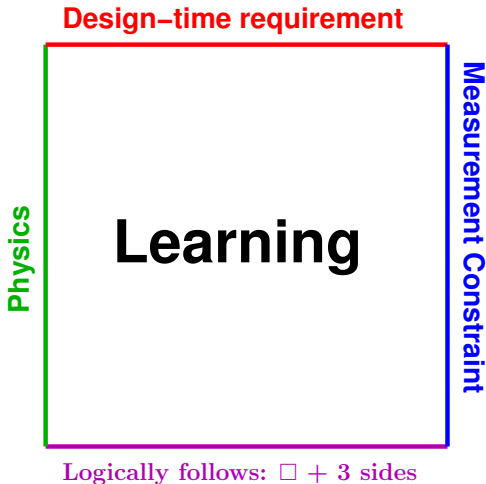 Design−time requirement
Physics
Learning
Measurement Constraint
Logically follows: □ + 3 sides